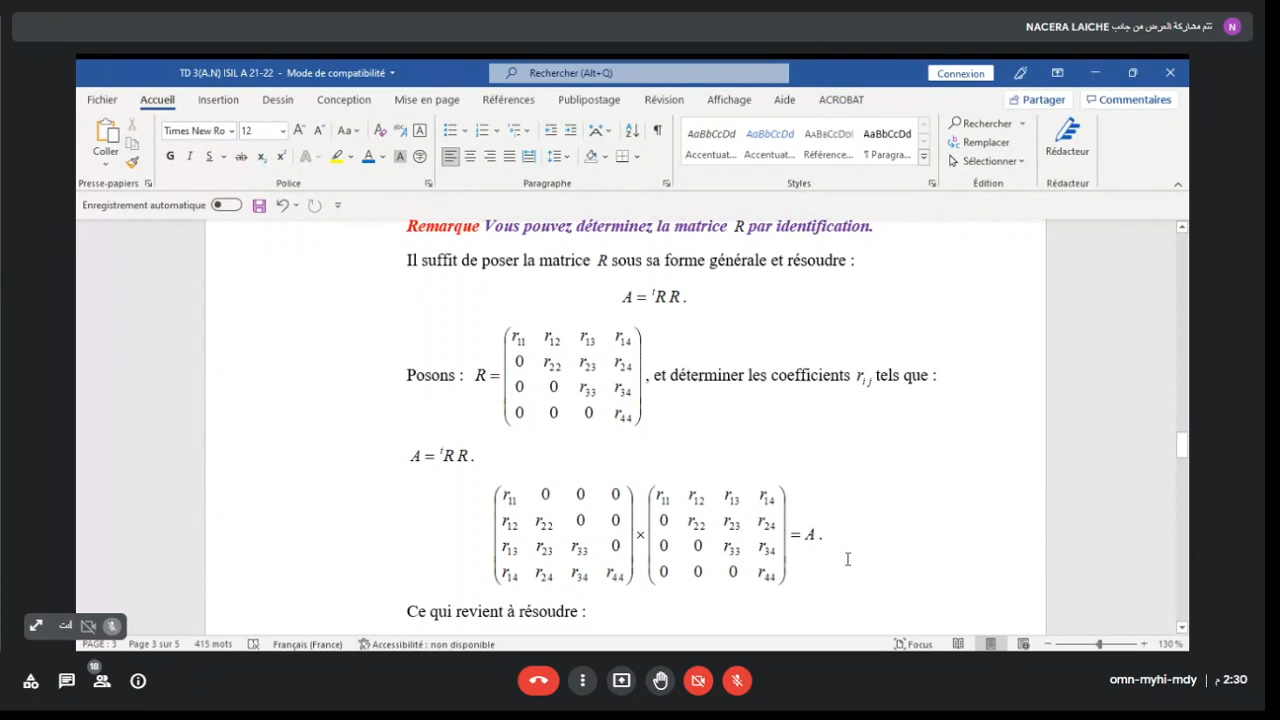 NACERA LAICHE تتم مشاركة العرض من جانب
N
TD 3(A.N) ISIL A 21-22 - Mode de compatibilité
Rechercher (Alt+Q)
Connexion
Fichier Accueil Insertion Dessin Conception Mise en page Références Publipostage Révision Affichage Aide ACROBAT
Partager Commentaires
Coller
Times New Ro 12
G I S ab x₂ x²
AaBbCcDd AaBbCcDd AaBbCcDd AaBbCcDd
Accentuat... Accentuat... Référence... ¶ Paragra...
Rechercher
Remplacer
Sélectionner
Rédacteur
Presse-papiers Police Paragraphe Styles Édition Rédacteur
Enregistrement automatique
Remarque Vous pouvez déterminez la matrice R par identification.
Il suffit de poser la matrice R sous sa forme générale et résoudre :
A = ᵗR R .
r₁₁ r₁₂ r₁₃ r₁₄
0 r₂₂ r₂₃ r₂₄
Posons : R = , et déterminer les coefficients r_{i j} tels que :
0 0 r₃₃ r₃₄
0 0 0 r₄₄
A = ᵗR R .
r₁₁ 0 0 0 r₁₁ r₁₂ r₁₃ r₁₄
r₁₂ r₂₂ 0 0 0 r₂₂ r₂₃ r₂₄
× = A .
r₁₃ r₂₃ r₃₃ 0 0 0 r₃₃ r₃₄
r₁₄ r₂₄ r₃₄ r₄₄ 0 0 0 r₄₄
Ce qui revient à résoudre :
انت
PAGE : 3 Page 3 sur 5 415 mots Français (France) Accessibilité : non disponible Focus 130 %
18
omn-myhi-mdy | 2:30 م